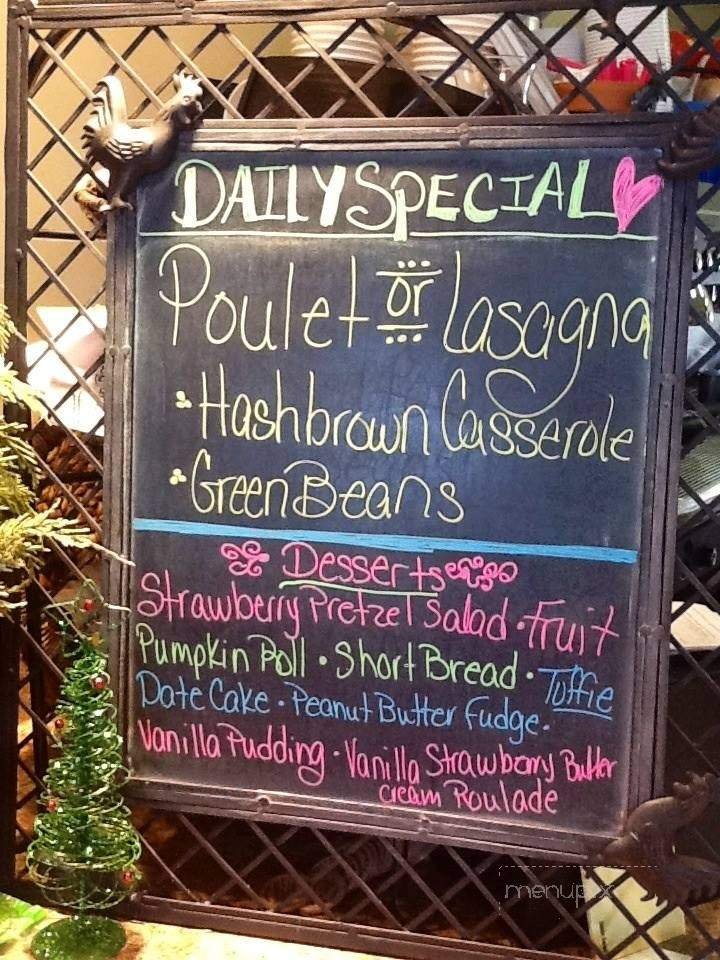 DAILY SPECIAL
Poulet or Lasagna
Hashbrown Casserole
Green Beans
Desserts
Strawberry Pretzel Salad • Fruit
Pumpkin Roll • Short Bread • Toffie
Date Cake • Peanut Butter Fudge •
Vanilla Pudding • Vanilla Strawberry Butter
cream Roulade
menupix